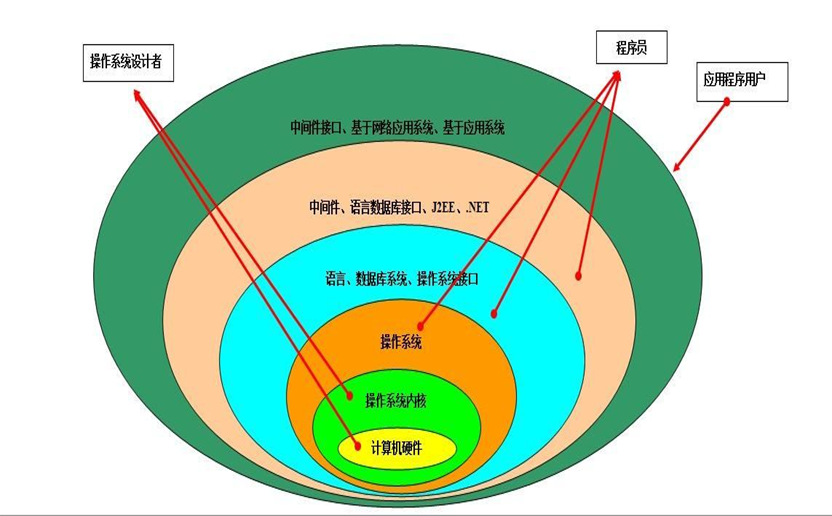 操作系统设计者
程序员
应用程序用户
中间件接口、基于网络应用系统、基于应用系统
中间件、语言数据库接口、J2EE、.NET
语言、数据库系统、操作系统接口
操作系统
操作系统内核
计算机硬件